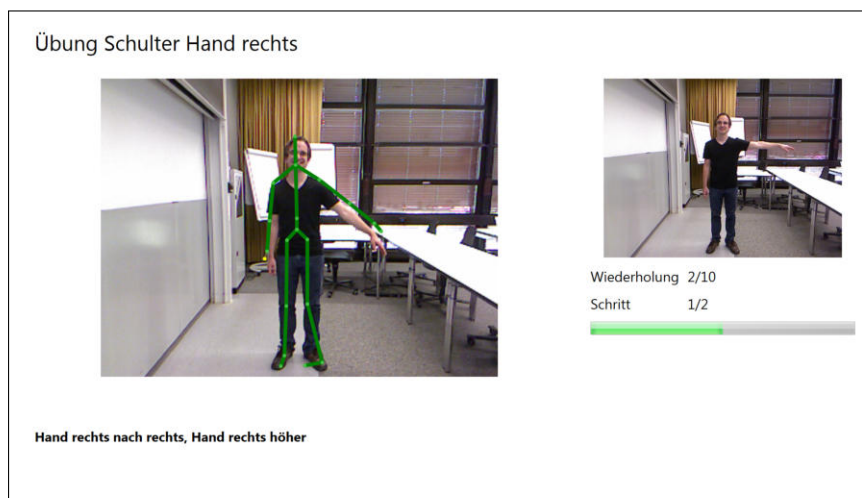 Übung Schulter Hand rechts
Wiederholung 2/10
Schritt 1/2
Hand rechts nach rechts, Hand rechts höher